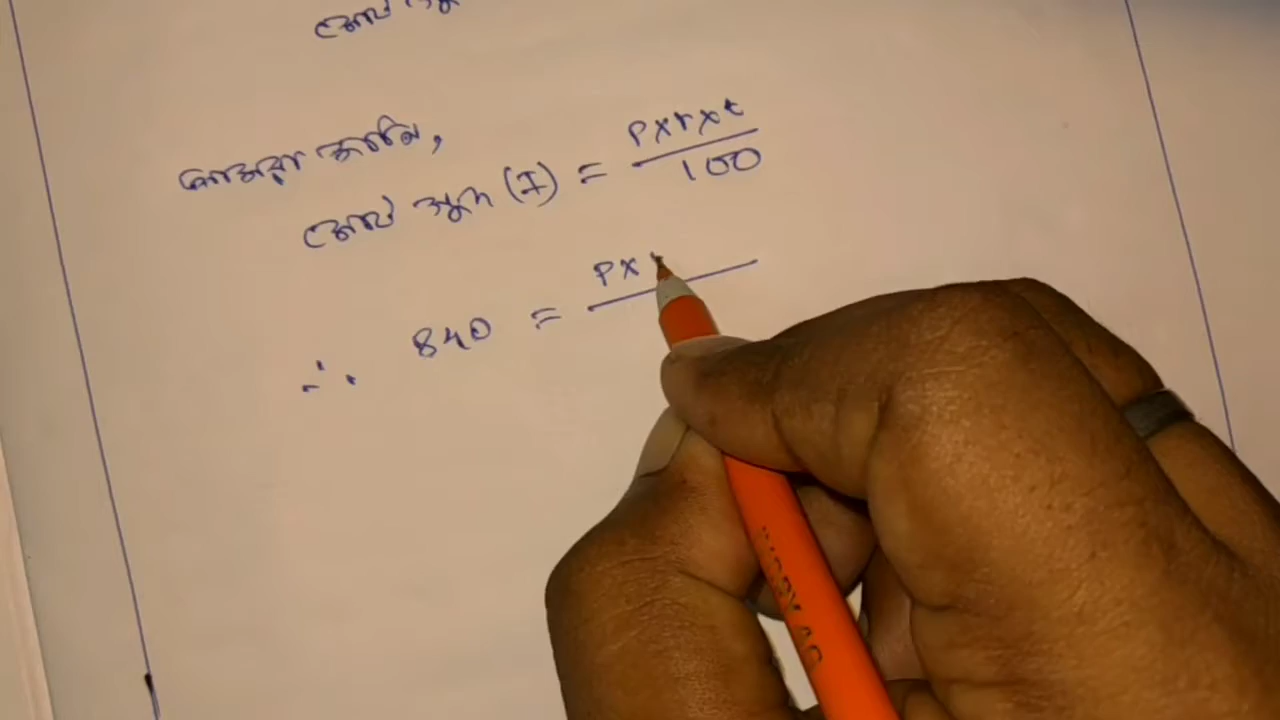 মোট
আমরা জানি,
মোট সুদ (I) = P×r×t / 100
∴ 840 = P×